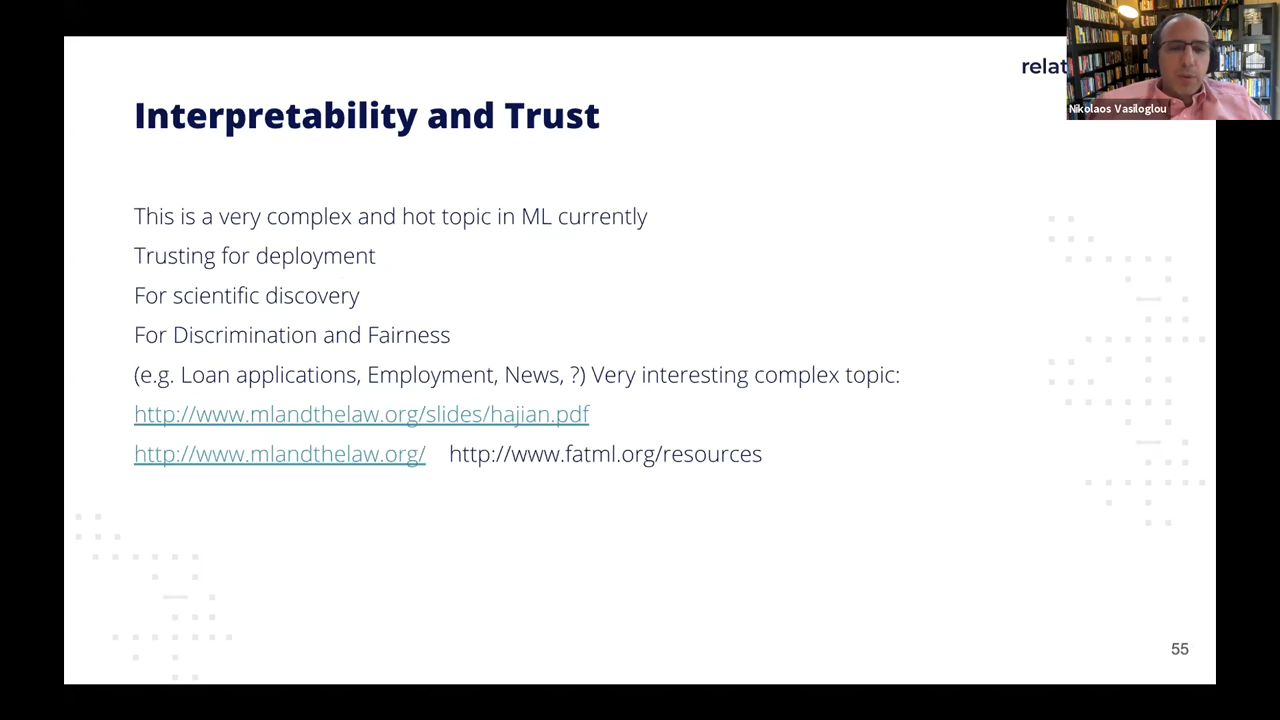 relat
Nikolaos Vasiloglou
Interpretability and Trust
This is a very complex and hot topic in ML currently
Trusting for deployment
For scientific discovery
For Discrimination and Fairness
(e.g. Loan applications, Employment, News, ?) Very interesting complex topic:
http://www.mlandthelaw.org/slides/hajian.pdf
http://www.mlandthelaw.org/ http://www.fatml.org/resources
55